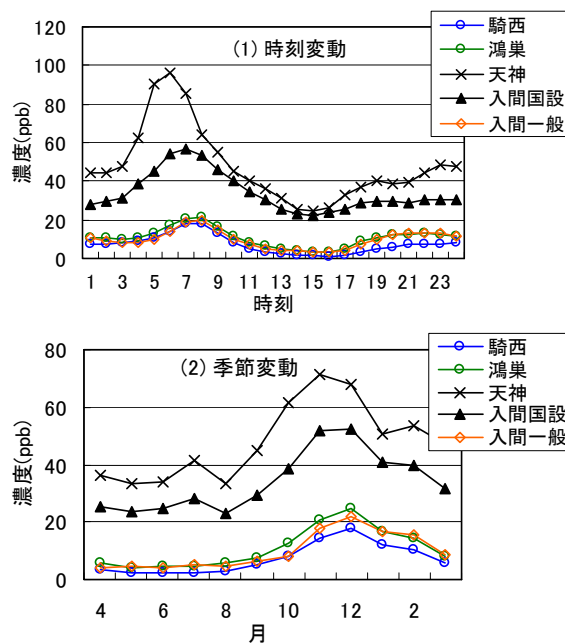 (1) 時刻変動
騎西
鴻巣
天神
入間国設
入間一般
濃度(ppb)
120
100
80
60
40
20
0
1 3 5 7 9 11 13 15 17 19 21 23
時刻
(2) 季節変動
騎西
鴻巣
天神
入間国設
入間一般
濃度(ppb)
80
60
40
20
0
4 6 8 10 12 2
月